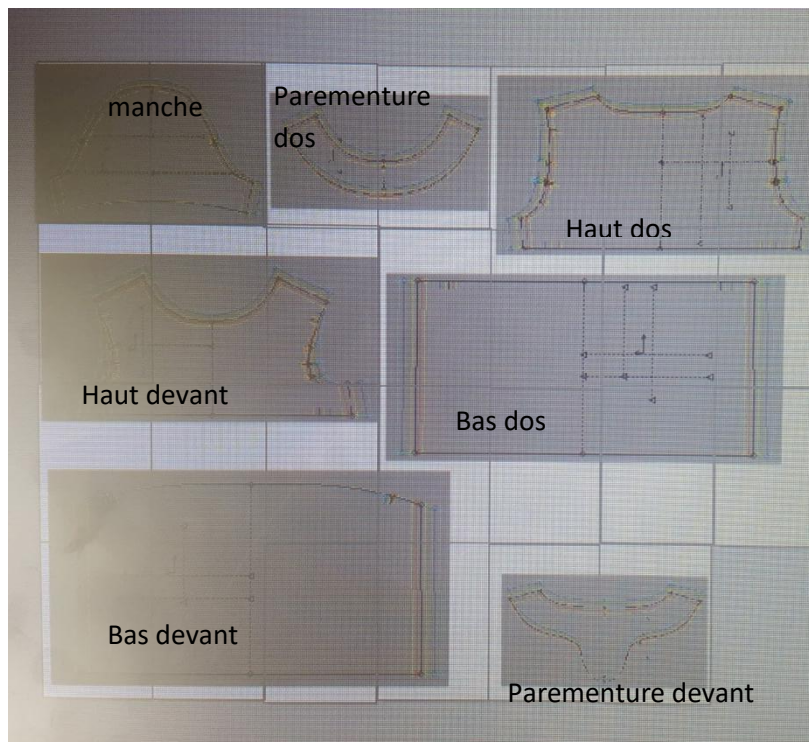 manche
Parementure
dos
Haut dos
Haut devant
Bas dos
Bas devant
Parementure devant